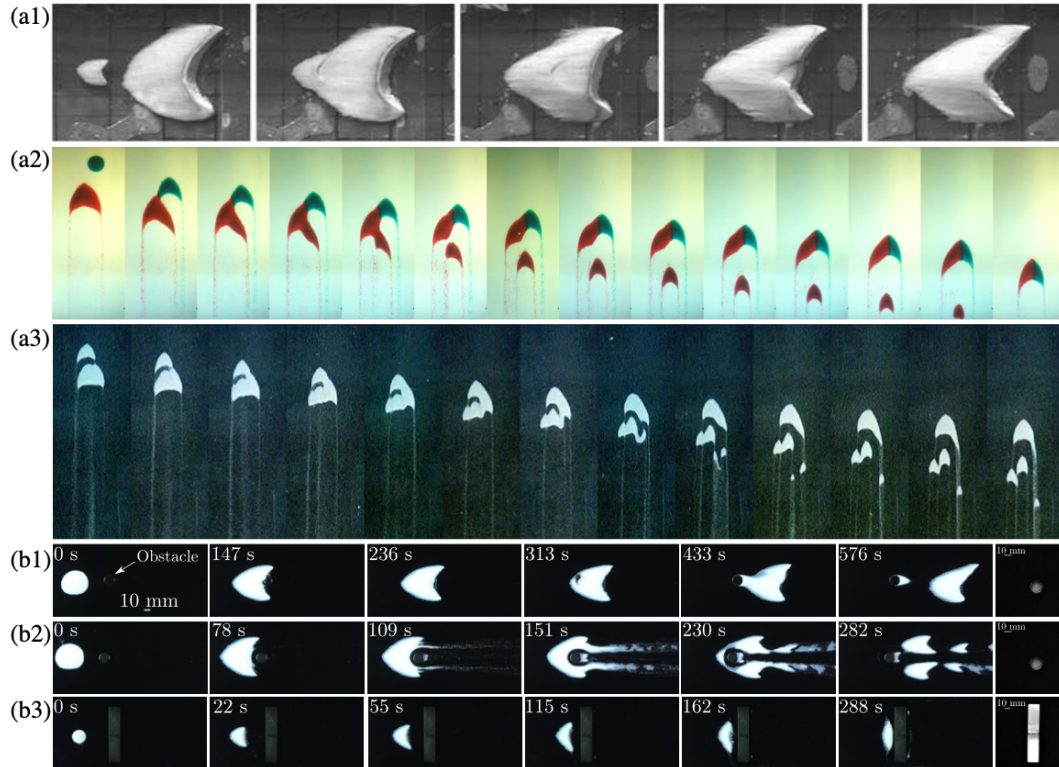 (a1)
(a2)
(a3)
(b1)
0 s
Obstacle
10 mm
147 s
236 s
313 s
433 s
576 s
10 mm
(b2)
0 s
78 s
109 s
151 s
230 s
282 s
10 mm
(b3)
0 s
22 s
55 s
115 s
162 s
288 s
10 mm